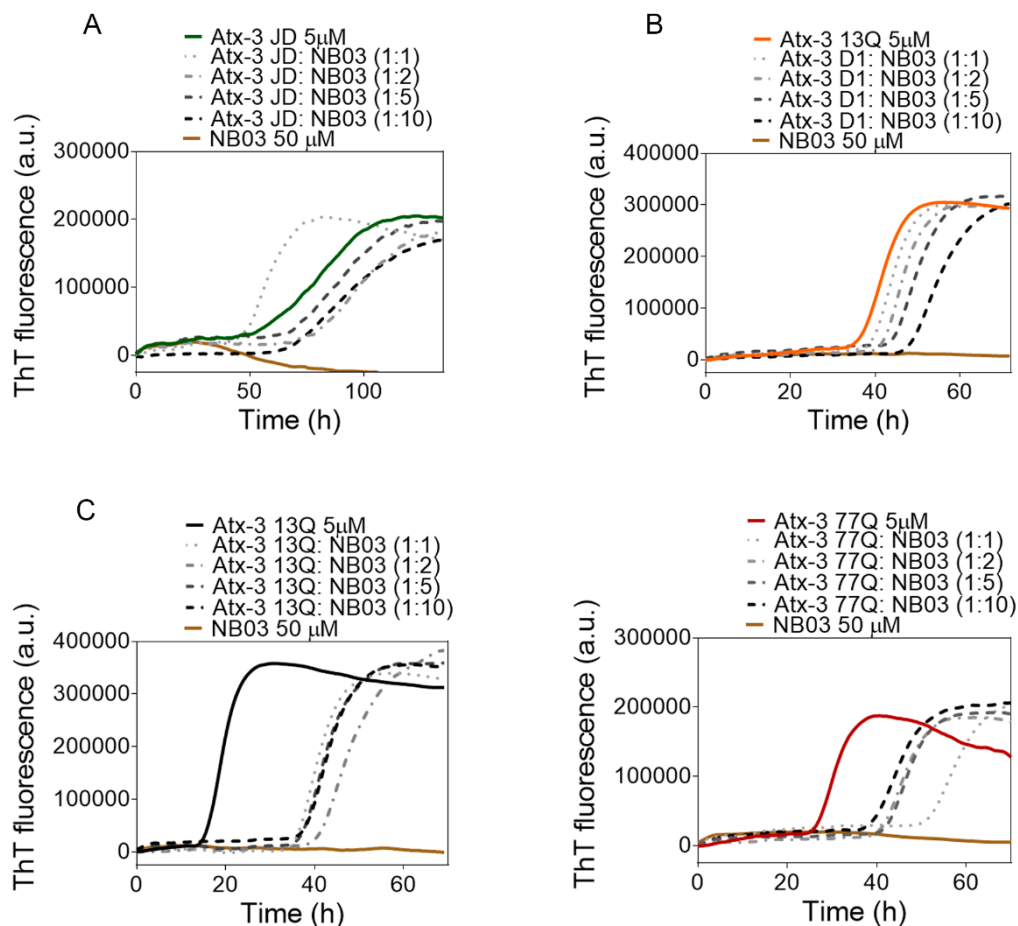 A
Atx-3 JD 5μM
Atx-3 JD: NB03 (1:1)
Atx-3 JD: NB03 (1:2)
Atx-3 JD: NB03 (1:5)
Atx-3 JD: NB03 (1:10)
NB03 50 μM
300000
200000
100000
0
ThT fluorescence (a.u.)
0 50 100
Time (h)
B
Atx-3 13Q 5μM
Atx-3 D1: NB03 (1:1)
Atx-3 D1: NB03 (1:2)
Atx-3 D1: NB03 (1:5)
Atx-3 D1: NB03 (1:10)
NB03 50 μM
400000
300000
200000
100000
0
ThT fluorescence (a.u.)
0 20 40 60
Time (h)
C
Atx-3 13Q 5μM
Atx-3 13Q: NB03 (1:1)
Atx-3 13Q: NB03 (1:2)
Atx-3 13Q: NB03 (1:5)
Atx-3 13Q: NB03 (1:10)
NB03 50 μM
400000
300000
200000
100000
0
ThT fluorescence (a.u.)
0 20 40 60
Time (h)
Atx-3 77Q 5μM
Atx-3 77Q: NB03 (1:1)
Atx-3 77Q: NB03 (1:2)
Atx-3 77Q: NB03 (1:5)
Atx-3 77Q: NB03 (1:10)
NB03 50 μM
300000
200000
100000
0
ThT fluorescence (a.u.)
0 20 40 60
Time (h)